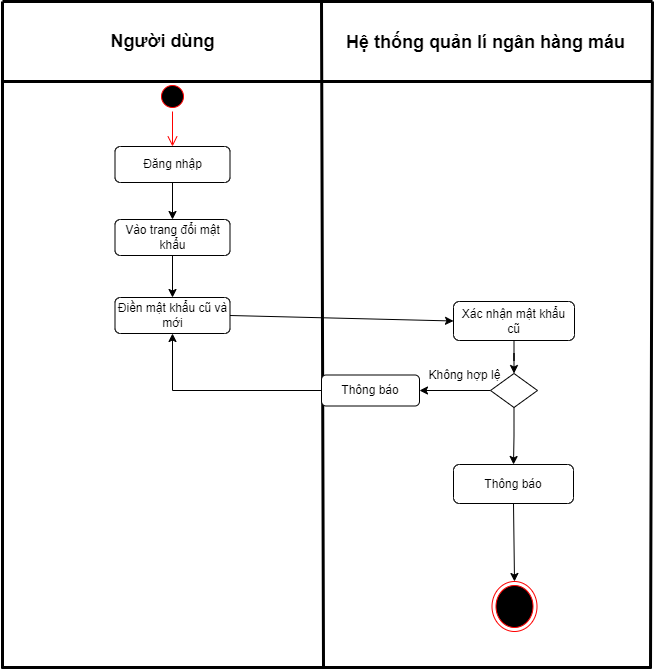 Người dùng
Hệ thống quản lí ngân hàng máu
Đăng nhập
Vào trang đổi mật
khẩu
Điền mật khẩu cũ và
mới
Xác nhận mật khẩu
cũ
Không hợp lệ
Thông báo
Thông báo